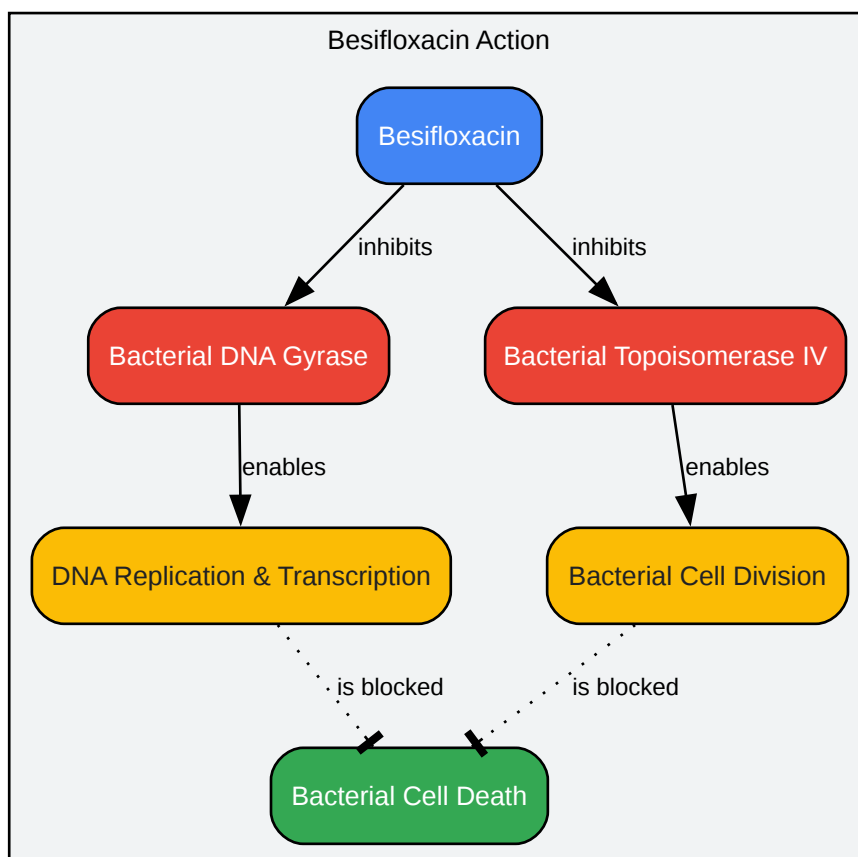 Besifloxacin Action
Besifloxacin
inhibits
inhibits
Bacterial DNA Gyrase
Bacterial Topoisomerase IV
enables
enables
DNA Replication & Transcription
Bacterial Cell Division
is blocked
is blocked
Bacterial Cell Death